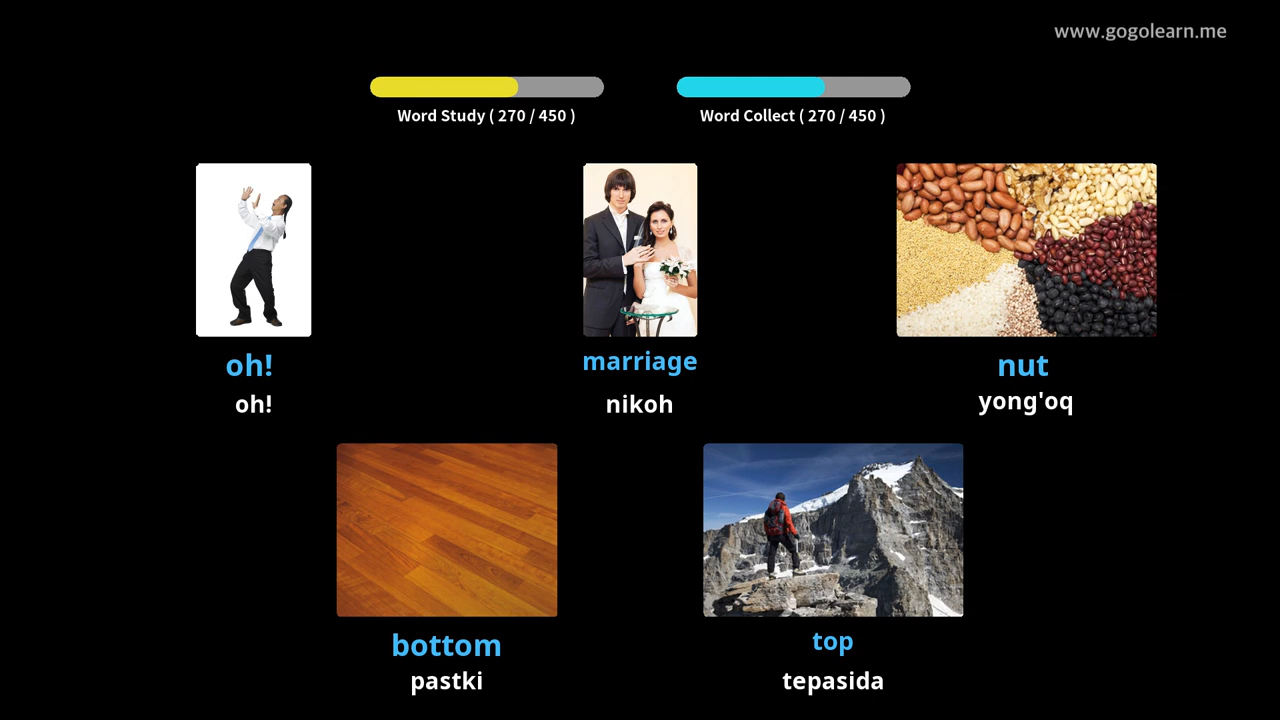 www.gogolearn.me
Word Study ( 270 / 450 )
Word Collect ( 270 / 450 )
oh!
marriage
nut
oh!
nikoh
yong'oq
bottom
top
pastki
tepasida